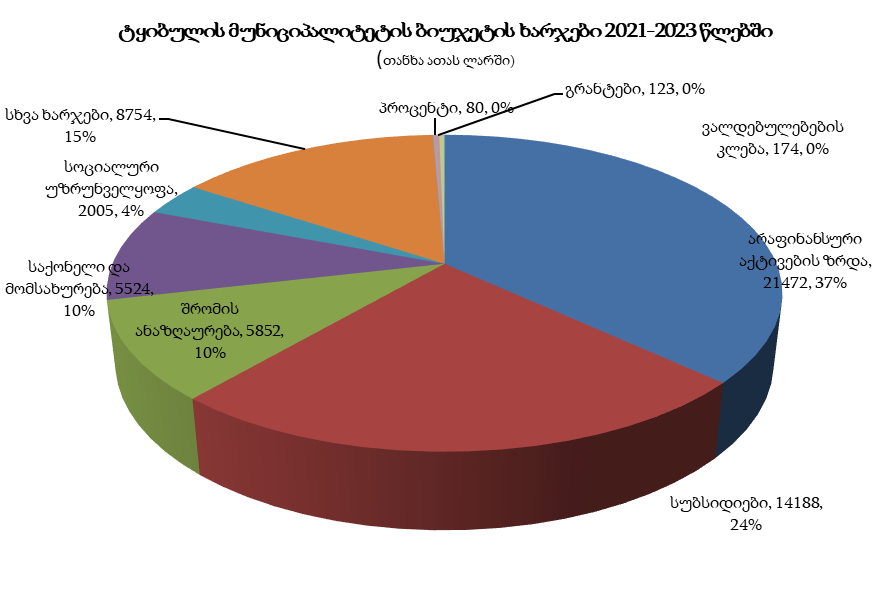 ტყიბულის მუნიციპალიტეტის ბიუჯეტის ხარჯები 2021-2023 წლებში
(თანხა ათას ლარში)
გრანტები, 123, 0%
პროცენტი, 80, 0%
სხვა ხარჯები, 8754,
15%
ვალდებულებების
კლება, 174, 0%
სოციალური
უზრუნველყოფა,
2005, 4%
არაფინანსური
აქტივების ზრდა,
21472, 37%
საქონელი და
მომსახურება, 5524,
10%
შრომის
ანაზღაურება, 5852,
10%
სუბსიდიები, 14188,
24%